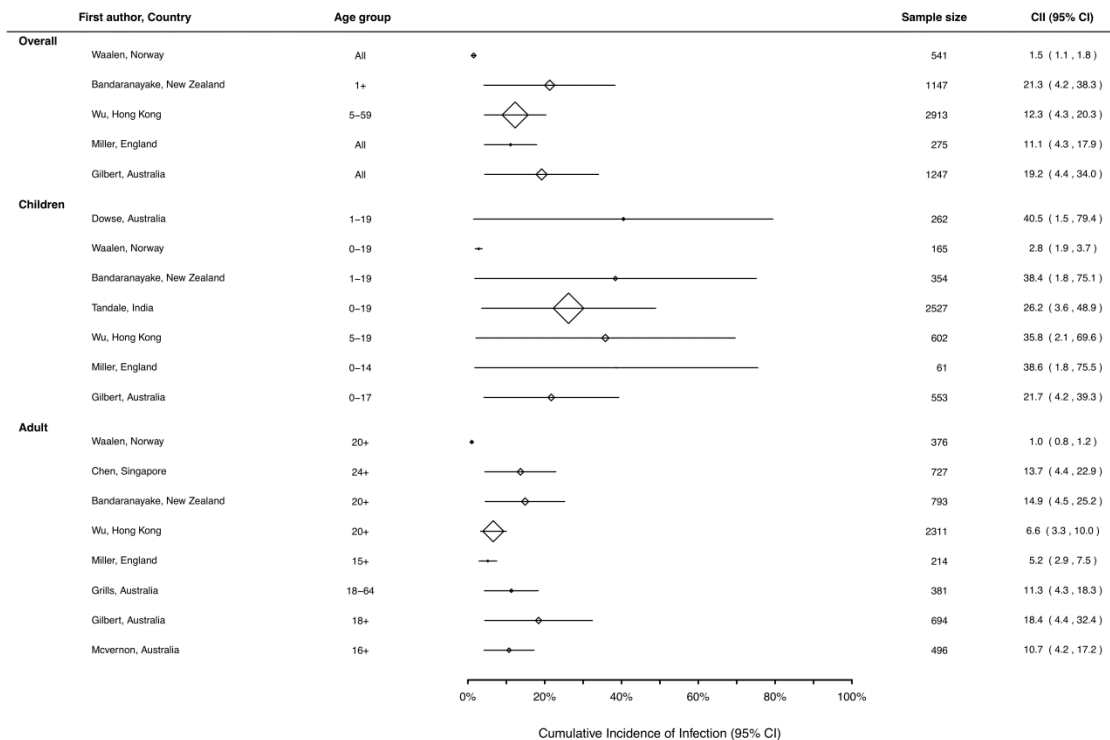 First author, Country Age group Sample size CII (95% CI)
Overall
Waalen, Norway All 541 1.5 ( 1.1 , 1.8 )
Bandaranayake, New Zealand 1+ 1147 21.3 ( 4.2 , 38.3 )
Wu, Hong Kong 5–59 2913 12.3 ( 4.3 , 20.3 )
Miller, England All 275 11.1 ( 4.3 , 17.9 )
Gilbert, Australia All 1247 19.2 ( 4.4 , 34.0 )
Children
Dowse, Australia 1–19 262 40.5 ( 1.5 , 79.4 )
Waalen, Norway 0–19 165 2.8 ( 1.9 , 3.7 )
Bandaranayake, New Zealand 1–19 354 38.4 ( 1.8 , 75.1 )
Tandale, India 0–19 2527 26.2 ( 3.6 , 48.9 )
Wu, Hong Kong 5–19 602 35.8 ( 2.1 , 69.6 )
Miller, England 0–14 61 38.6 ( 1.8 , 75.5 )
Gilbert, Australia 0–17 553 21.7 ( 4.2 , 39.3 )
Adult
Waalen, Norway 20+ 376 1.0 ( 0.8 , 1.2 )
Chen, Singapore 24+ 727 13.7 ( 4.4 , 22.9 )
Bandaranayake, New Zealand 20+ 793 14.9 ( 4.5 , 25.2 )
Wu, Hong Kong 20+ 2311 6.6 ( 3.3 , 10.0 )
Miller, England 15+ 214 5.2 ( 2.9 , 7.5 )
Grills, Australia 18–64 381 11.3 ( 4.3 , 18.3 )
Gilbert, Australia 18+ 694 18.4 ( 4.4 , 32.4 )
Mcvernon, Australia 16+ 496 10.7 ( 4.2 , 17.2 )
0% 20% 40% 60% 80% 100%
Cumulative Incidence of Infection (95% CI)